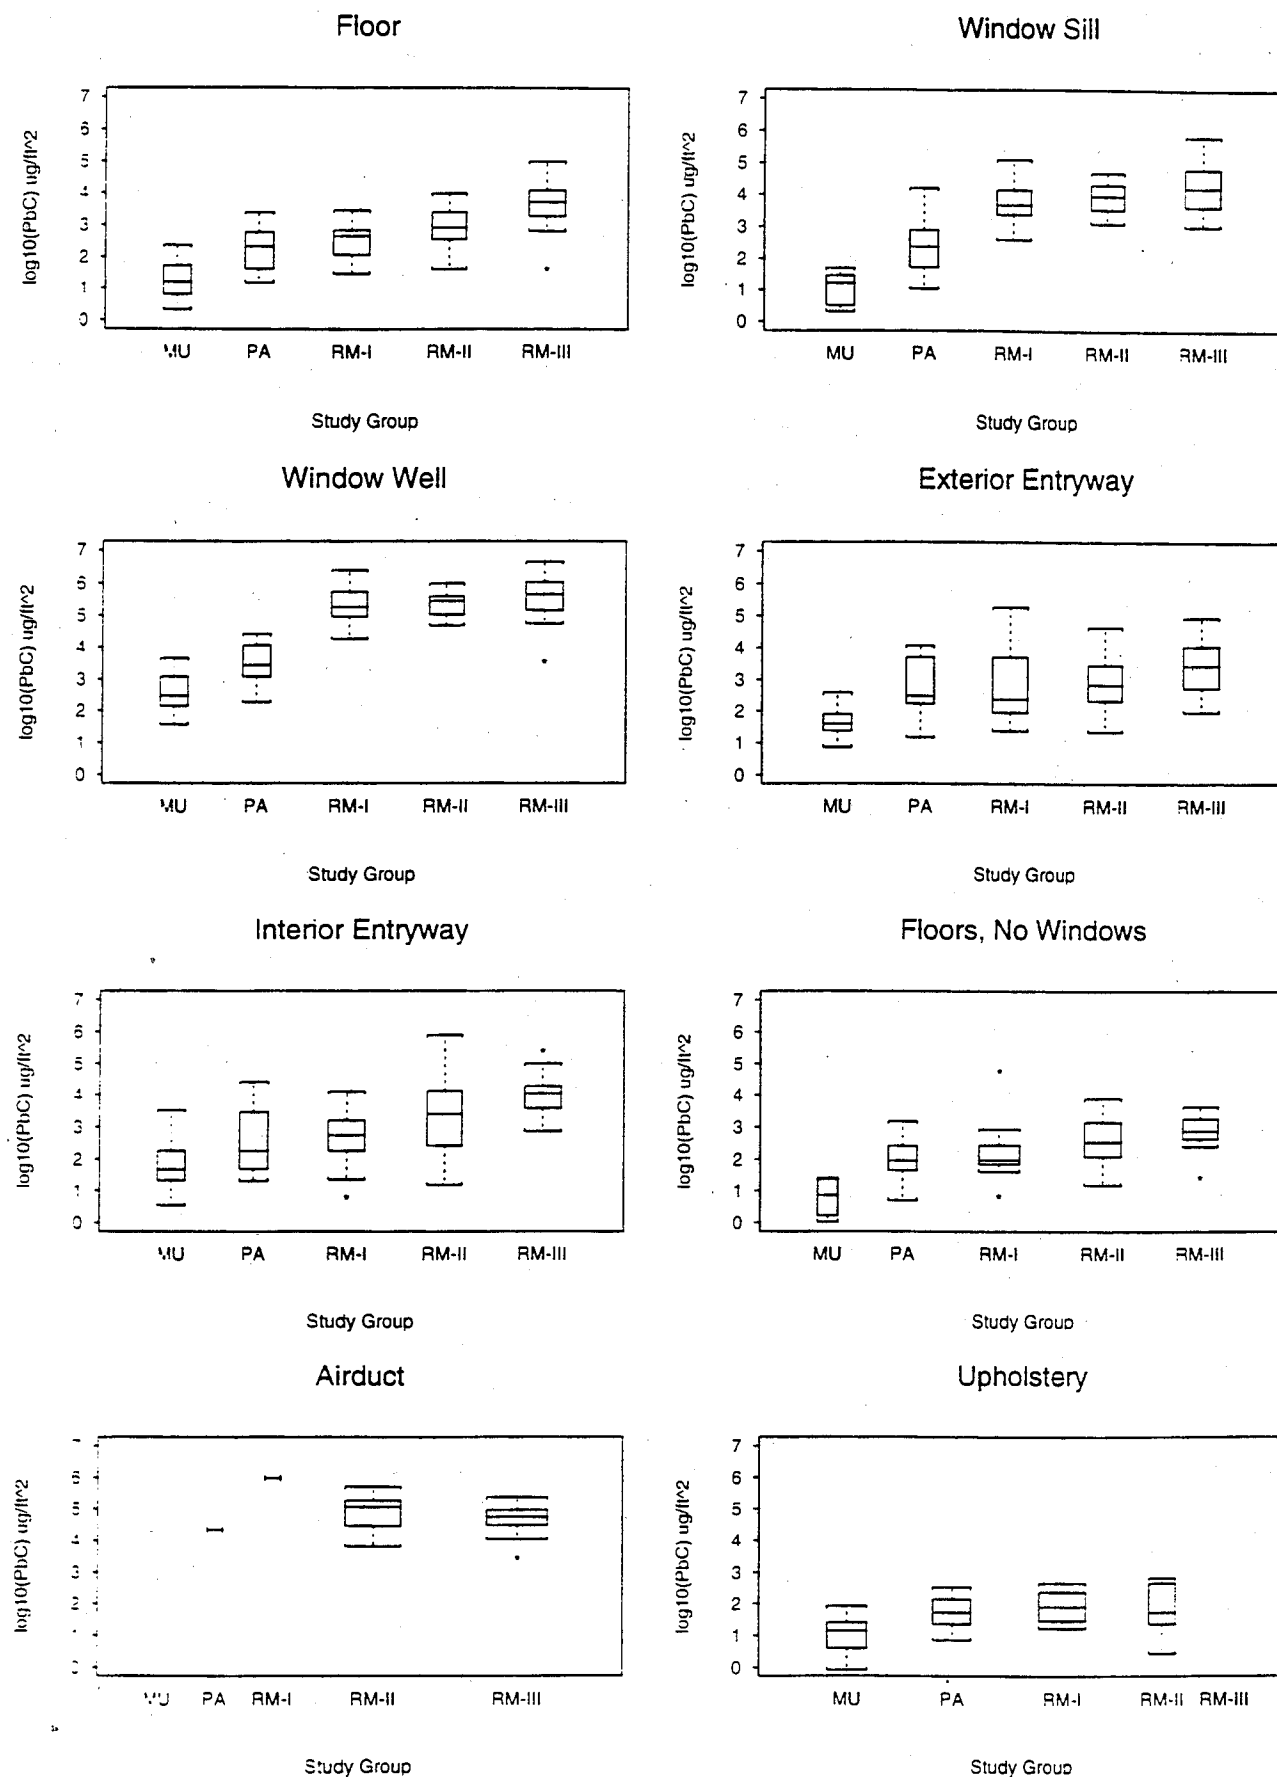 Floor
Window Sill
log10(PbC) ug/ft^2
7
6
5
4
3
2
1
0
MU PA RM-I RM-II RM-III
Study Group
log10(PbC) ug/ft^2
7
6
5
4
3
2
1
0
MU PA RM-I RM-II RM-III
Study Group
Window Well
Exterior Entryway
log10(PbC) ug/ft^2
7
6
5
4
3
2
1
0
MU PA RM-I RM-II RM-III
Study Group
log10(PbC) ug/ft^2
7
6
5
4
3
2
1
0
MU PA RM-I RM-II RM-III
Study Group
Interior Entryway
Floors, No Windows
log10(PbC) ug/ft^2
7
6
5
4
3
2
1
0
MU PA RM-I RM-II RM-III
Study Group
log10(PbC) ug/ft^2
7
6
5
4
3
2
1
0
MU PA RM-I RM-II RM-III
Study Group
Airduct
Upholstery
log10(PbC) ug/ft^2
7
6
5
4
3
2
1
0
MU PA RM-I RM-II RM-III
Study Group
log10(PbC) ug/ft^2
7
6
5
4
3
2
1
0
MU PA RM-I RM-II RM-III
Study Group